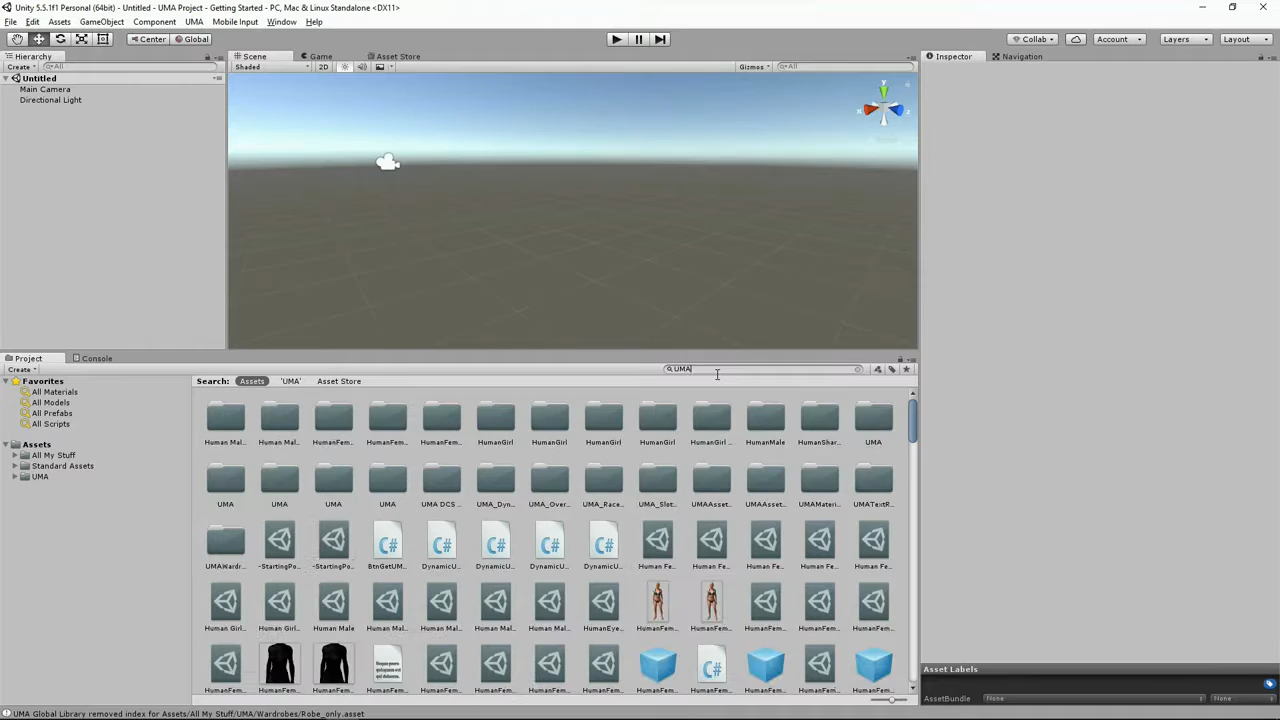 Unity 5.5.1f1 Personal (64bit) - Untitled - UMA Project - Getting Started - PC, Mac & Linux Standalone <DX11>
File Edit Assets GameObject Component UMA Mobile Input Window Help
Center Global Collab Account Layers Layout
Hierarchy Scene Game Asset Store Inspector Navigation
Create All Shaded 2D Gizmos All
Untitled
Main Camera
Directional Light
y
x z
Project Console
Create UMA
Favorites Search: Assets 'UMA' Asset Store
All Materials
All Models
All Prefabs
All Scripts
Assets
All My Stuff
Standard Assets
UMA
Human Mal... Human Mal... HumanFem... HumanFem... HumanFem... HumanGirl HumanGirl HumanGirl HumanGirl HumanGirl ... HumanMale HumanShar... UMA
UMA UMA UMA UMA UMA DCS ... UMA_Dyn... UMA_Over... UMA_Race... UMA_Slot... UMAAsset... UMAAsset... UMAMateri... UMATextR...
C# C# C# C# C#
UMAWardr... -StartingPo... -StartingPo... BtnGetUM... DynamicU... DynamicU... DynamicU... DynamicU... Human Fe... Human Fe... Human Fe... Human Fe... Human Fe...
Human Girl... Human Girl... Human Male Human Mal... Human Mal... Human Mal... Human Mal... HumanEye... HumanFem... HumanFem... HumanFem... HumanFem... HumanFem...
C#
HumanFem... HumanFem... HumanFem... HumanFem... HumanFem... HumanFem... HumanFem... HumanFem... HumanFem... HumanFem... HumanFem... HumanFem... HumanFem...
Asset Labels
AssetBundle None None
UMA Global Library removed index for Assets/All My Stuff/UMA/Wardrobes/Robe_only.asset